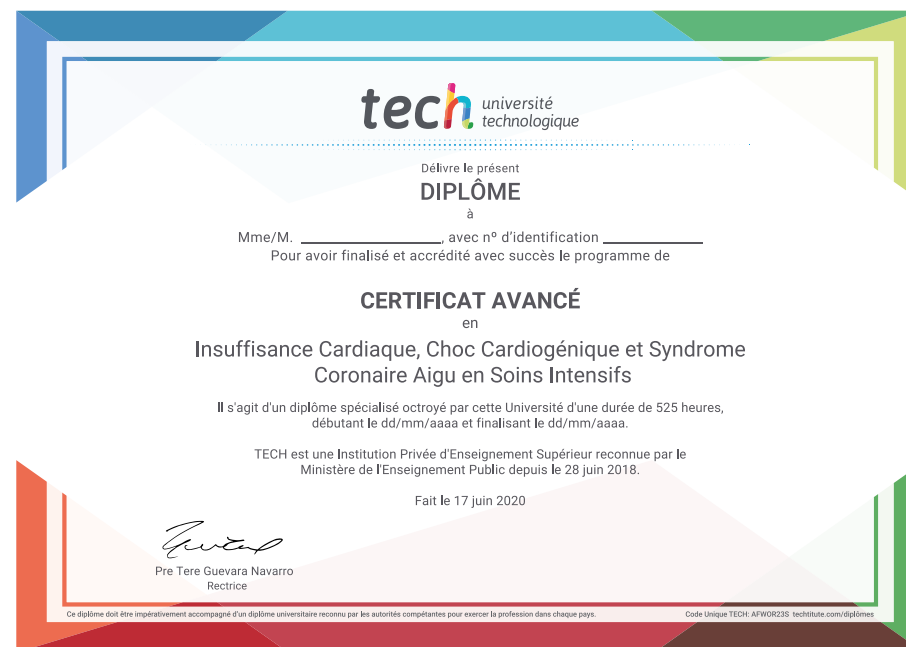 tech université
technologique
Délivre le présent
DIPLÔME
à
Mme/M. ____________________, avec nº d'identification ______________
Pour avoir finalisé et accrédité avec succès le programme de
CERTIFICAT AVANCÉ
en
Insuffisance Cardiaque, Choc Cardiogénique et Syndrome
Coronaire Aigu en Soins Intensifs
Il s'agit d'un diplôme spécialisé octroyé par cette Université d'une durée de 525 heures,
débutant le dd/mm/aaaa et finalisant le dd/mm/aaaa.
TECH est une Institution Privée d'Enseignement Supérieur reconnue par le
Ministère de l'Enseignement Public depuis le 28 juin 2018.
Fait le 17 juin 2020
Pre Tere Guevara Navarro
Rectrice
Ce diplôme doit être impérativement accompagné d'un diplôme universitaire reconnu par les autorités compétantes pour exercer la profession dans chaque pays.
Code Unique TECH: AFWOR23S techtitute.com/diplômes